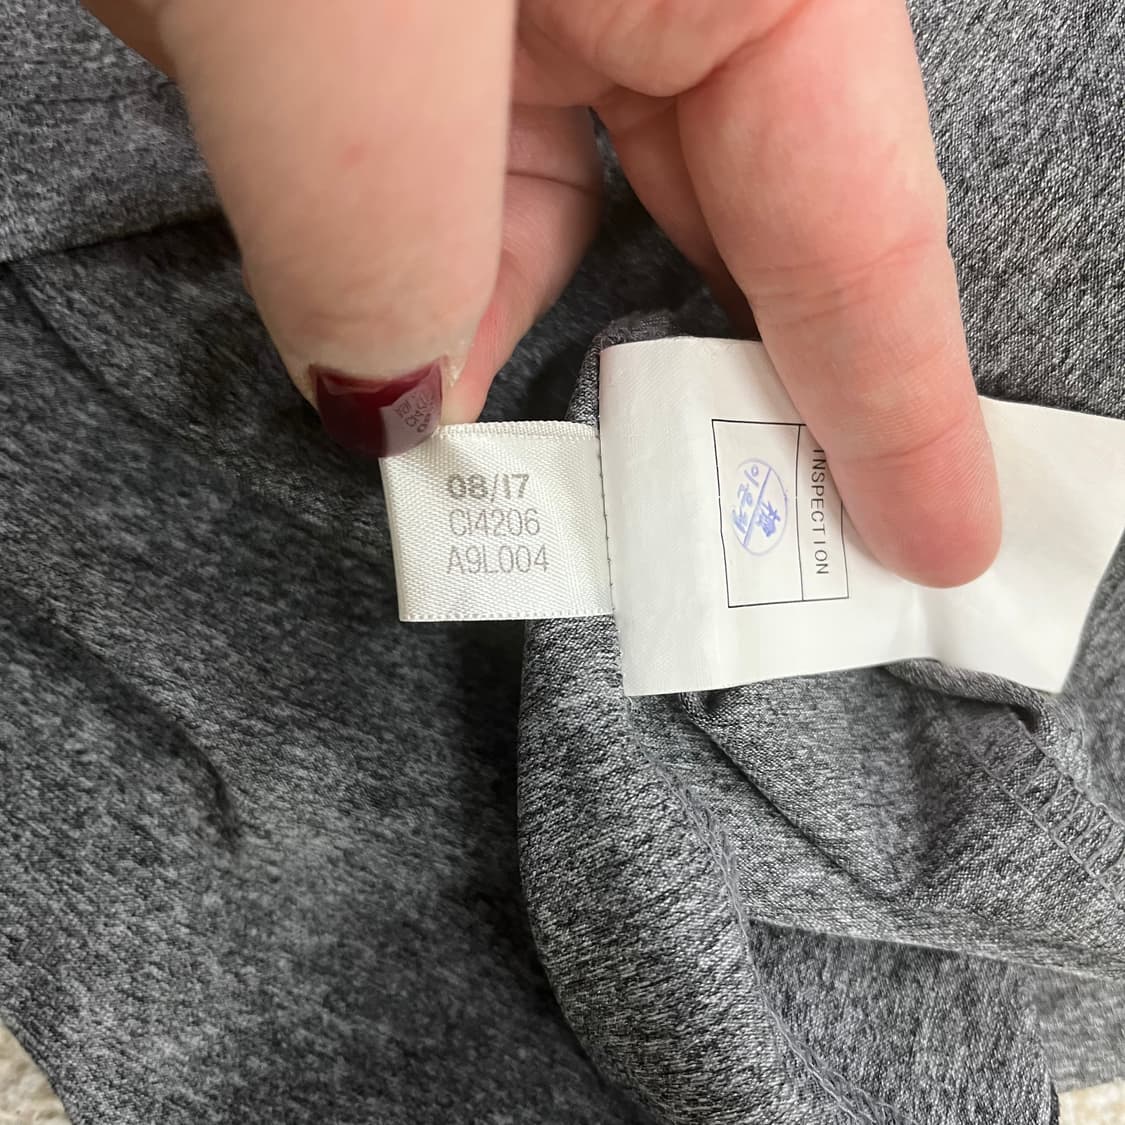 08/17
CI4206
A9L004
INSPECTION